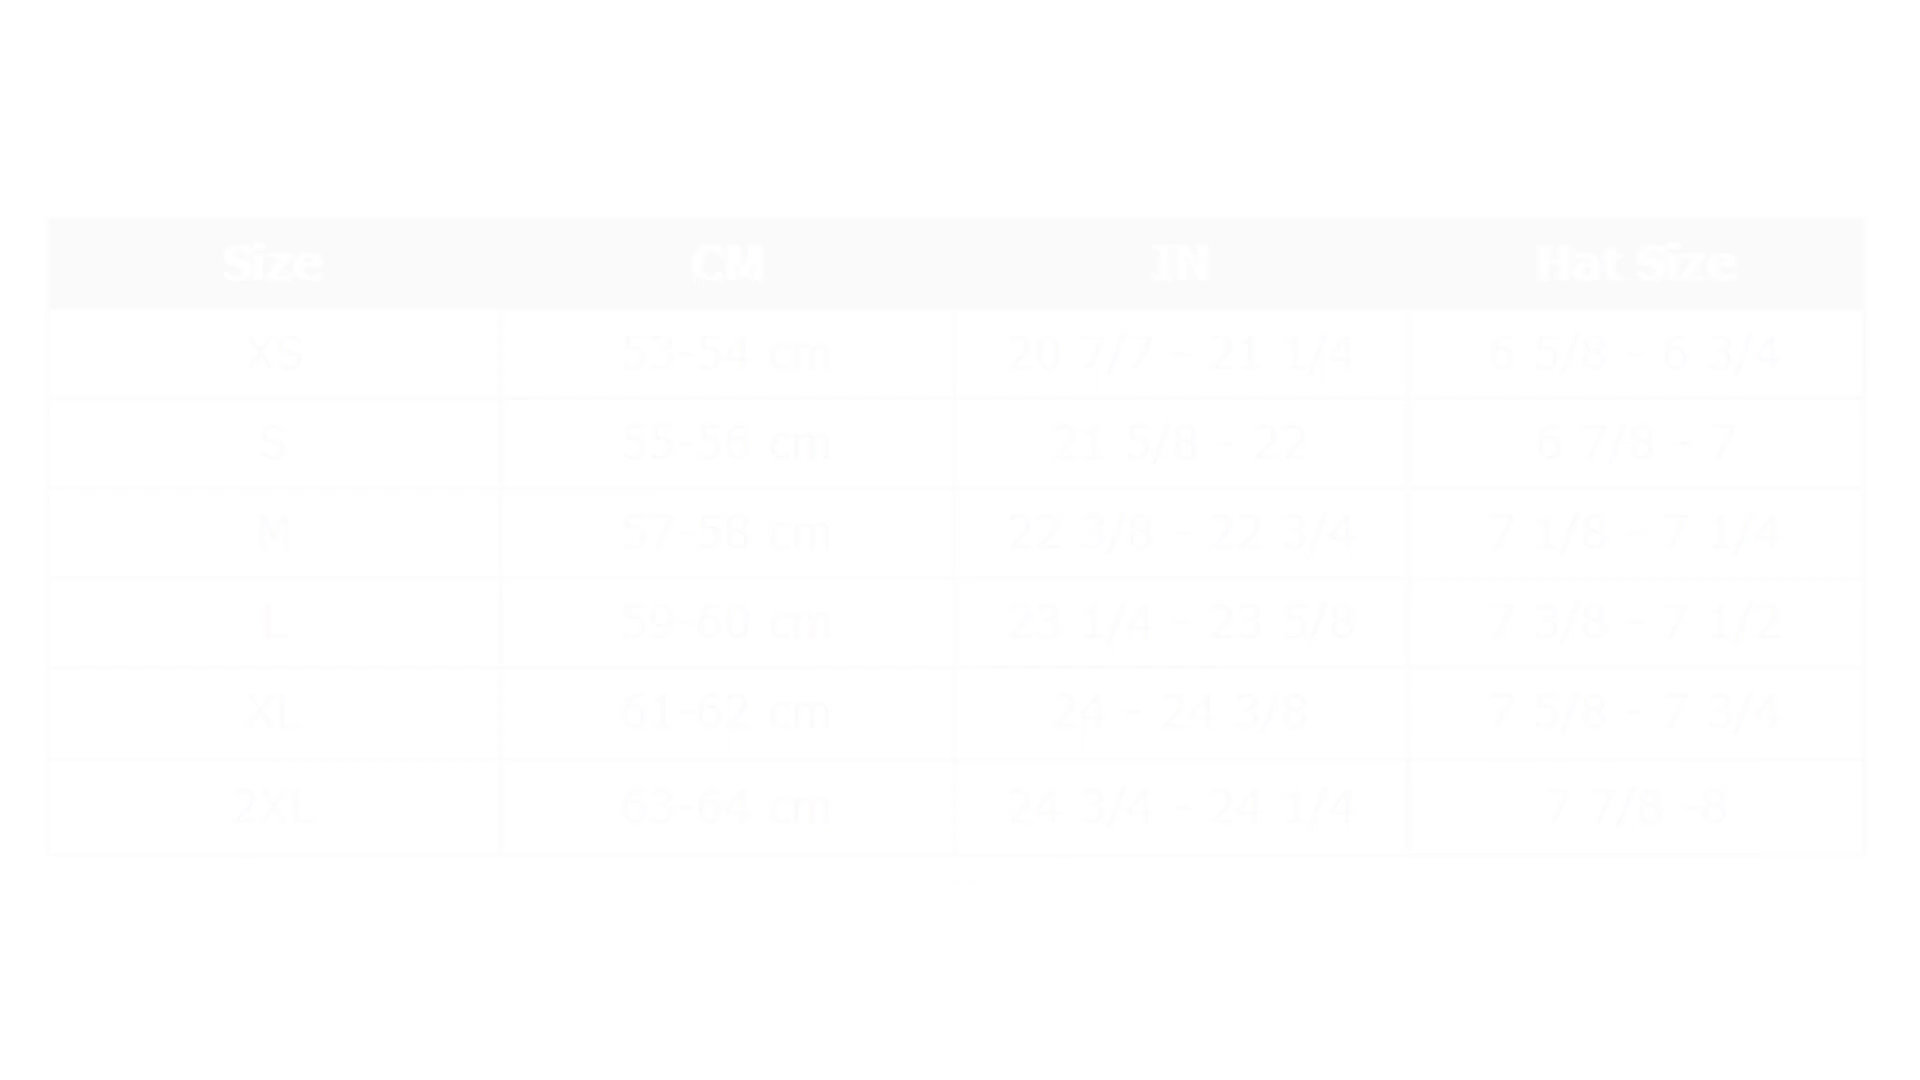 Size CM IN Hat Size
XS 53-54 cm 20 7/7 - 21 1/4 6 5/8 - 6 3/4
S 55-56 cm 21 5/8 - 22 6 7/8 - 7
M 57-58 cm 22 3/8 - 22 3/4 7 1/8 - 7 1/4
L 59-60 cm 23 1/4 - 23 5/8 7 3/8 - 7 1/2
XL 61-62 cm 24 - 24 3/8 7 5/8 - 7 3/4
2XL 63-64 cm 24 3/4 - 24 1/4 7 7/8 -8